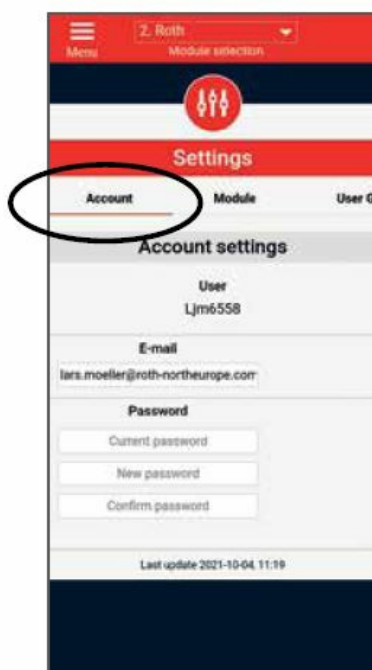 2. Roth
Menu
Module selection
Settings
Account Module User G
Account settings
User
Ljm6558
E-mail
lars.moeller@roth-northeurope.com
Password
Current password
New password
Confirm password
Last update 2021-10-04, 11:19